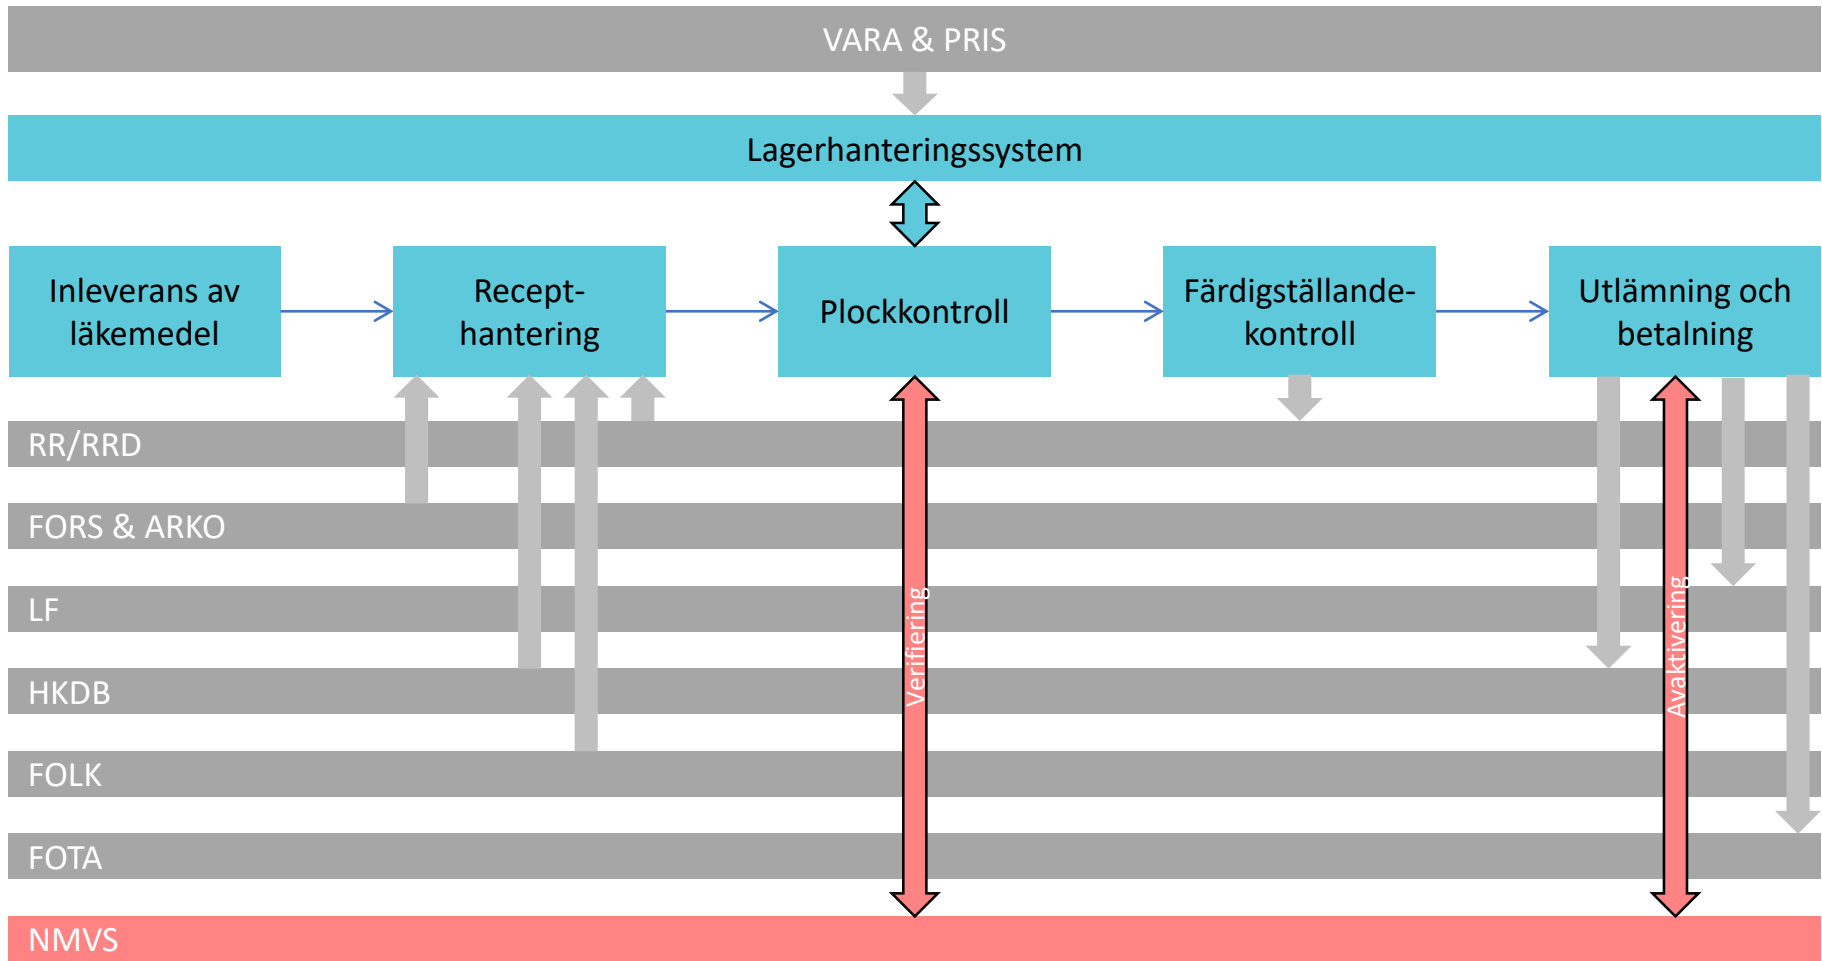 VARA & PRIS
Lagerhanteringssystem
Inleverans av
läkemedel
Recept-
hantering
Plockkontroll
Färdigställande-
kontroll
Utlämning och
betalning
RR/RRD
FORS & ARKO
LF
HKDB
FOLK
FOTA
NMVS
Verifiering
Avaktivering